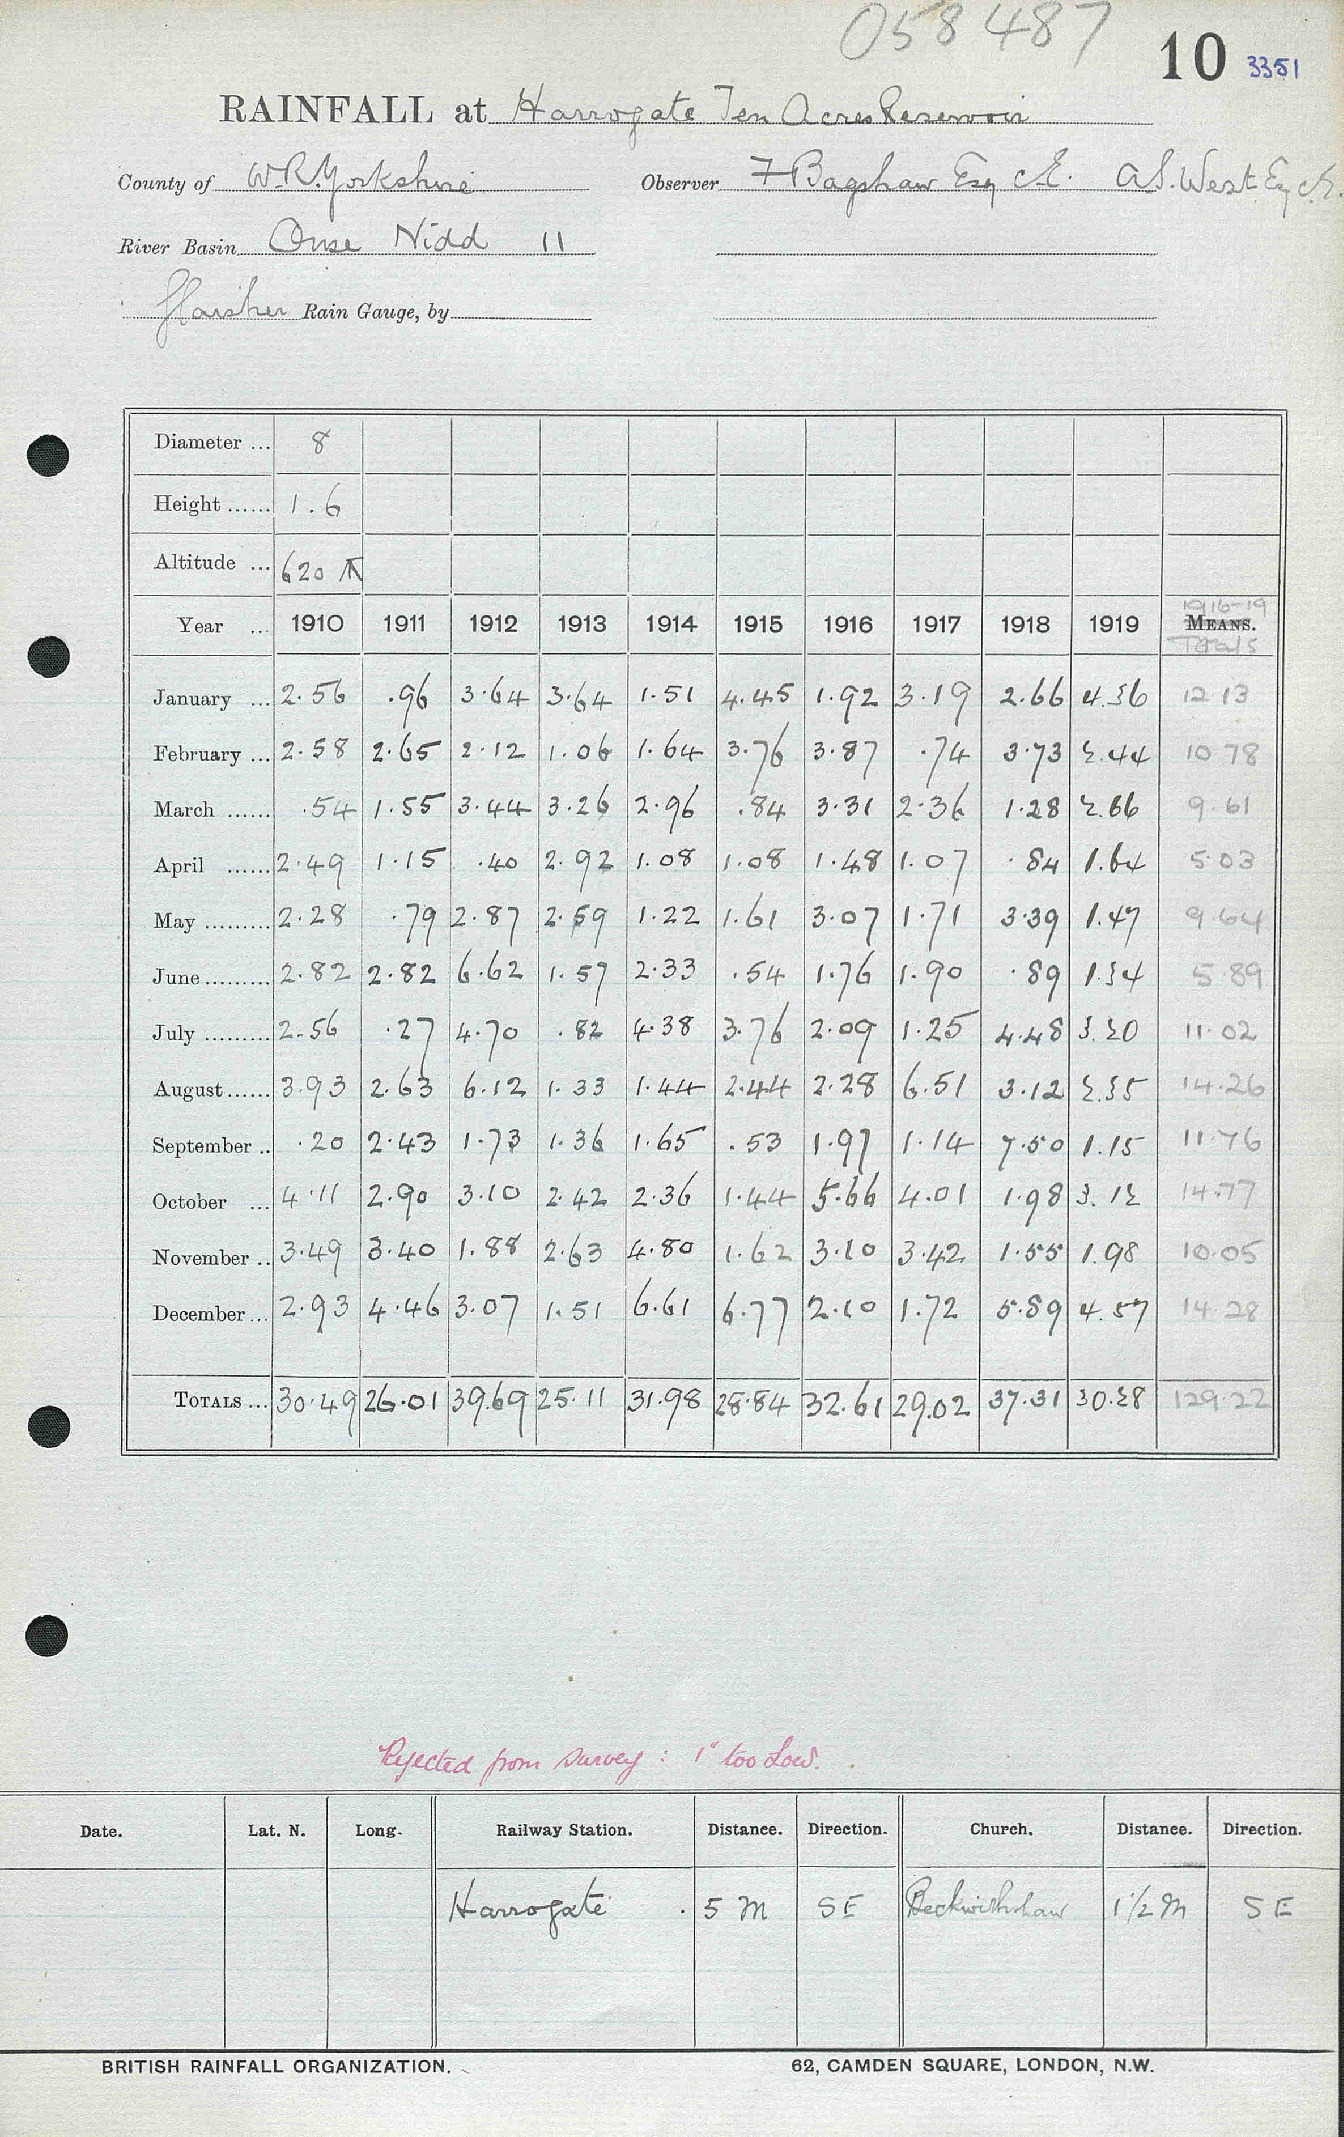 058487
10 3351
RAINFALL at Harrogate Ten Acres Reservoir
County of W.R. Yorkshire Observer F Bagshaw Esq C.E. A.S. West Esq C.E.
River Basin Ouse Nidd 11
Glaisher Rain Gauge, by
Diameter ... 8
Height ...... 1.6
Altitude ... 620 ft
1916-19
Year ... 1910 1911 1912 1913 1914 1915 1916 1917 1918 1919 MEANS.
Totals
January ... 2.56 .96 3.64 3.64 1.51 4.45 1.92 3.19 2.66 4.36 12.13
February ... 2.58 2.65 2.12 1.06 1.64 3.76 3.87 .74 3.73 2.44 10.78
March ...... .54 1.55 3.44 3.26 2.96 .84 3.31 2.36 1.28 2.66 9.61
April ...... 2.49 1.15 .40 2.92 1.08 1.08 1.48 1.07 .84 1.64 5.03
May ......... 2.28 .79 2.87 2.59 1.22 1.61 3.07 1.71 3.39 1.47 9.64
June ......... 2.82 2.82 6.62 1.57 2.33 .54 1.76 1.90 .89 1.34 5.89
July ......... 2.56 .27 4.70 .82 4.38 3.76 2.09 1.25 4.48 3.20 11.02
August ...... 3.93 2.63 6.12 1.33 1.44 2.44 2.28 6.51 3.12 2.35 14.26
September .. .20 2.43 1.73 1.36 1.65 .53 1.97 1.14 7.50 1.15 11.76
October ... 4.11 2.90 3.10 2.42 2.36 1.44 5.66 4.01 1.98 3.12 14.77
November .. 3.49 3.40 1.88 2.63 4.80 1.62 3.10 3.42 1.55 1.98 10.05
December ... 2.93 4.46 3.07 1.51 6.61 6.77 2.10 1.72 5.89 4.57 14.28
TOTALS ... 30.49 26.01 39.69 25.11 31.98 28.84 32.61 29.02 37.31 30.28 129.22
Rejected from survey : 1" too Low.
Date. Lat. N. Long. Railway Station. Distance. Direction. Church. Distance. Direction.
Harrogate . 5 M SE Beckwithshaw 1½ M SE
BRITISH RAINFALL ORGANIZATION. 62, CAMDEN SQUARE, LONDON, N.W.